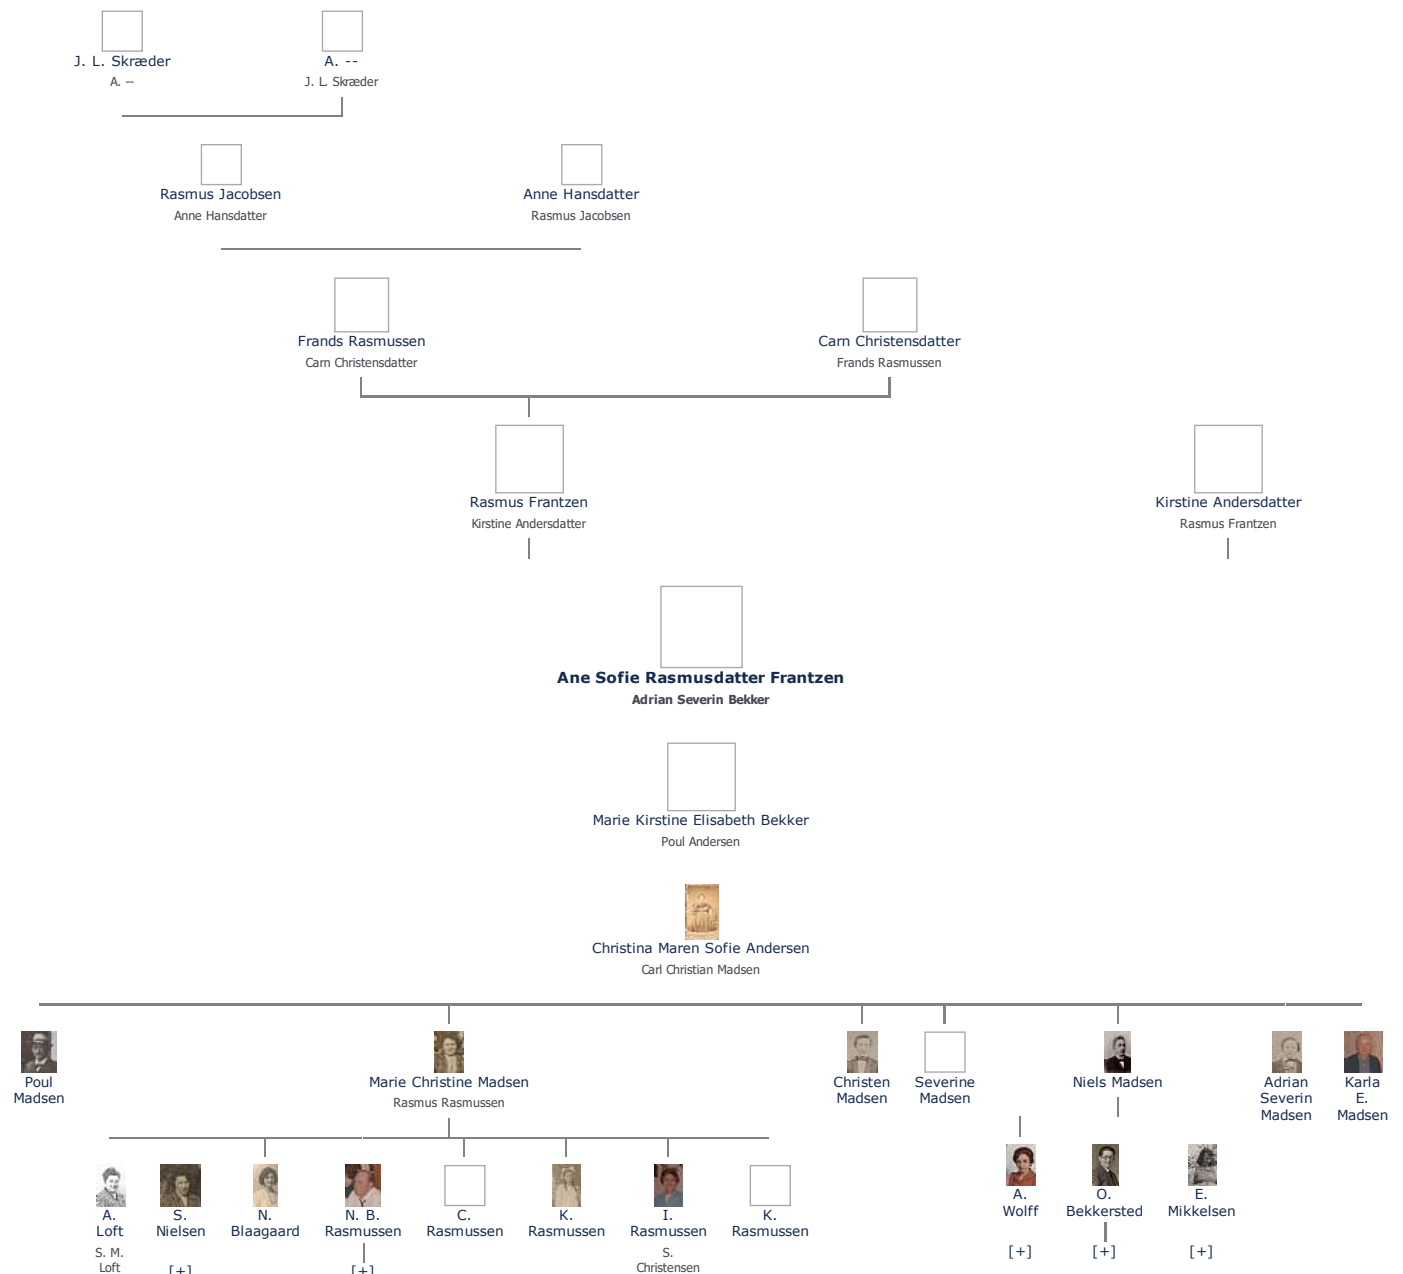 J. L. Skræder
A. --
A. --
J. L. Skræder
Rasmus Jacobsen
Anne Hansdatter
Anne Hansdatter
Rasmus Jacobsen
Frands Rasmussen
Carn Christensdatter
Carn Christensdatter
Frands Rasmussen
Rasmus Frantzen
Kirstine Andersdatter
Kirstine Andersdatter
Rasmus Frantzen
Ane Sofie Rasmusdatter Frantzen
Adrian Severin Bekker
Marie Kirstine Elisabeth Bekker
Poul Andersen
Christina Maren Sofie Andersen
Carl Christian Madsen
Poul
Madsen
Marie Christine Madsen
Rasmus Rasmussen
Christen
Madsen
Severine
Madsen
Niels Madsen
Adrian
Severin
Madsen
Karla
E.
Madsen
A.
Loft
S. M.
Loft
S.
Nielsen
[+]
N.
Blaagaard
N. B.
Rasmussen
[+]
C.
Rasmussen
K.
Rasmussen
I.
Rasmussen
S.
Christensen
K.
Rasmussen
A.
Wolff
[+]
O.
Bekkersted
[+]
E.
Mikkelsen
[+]